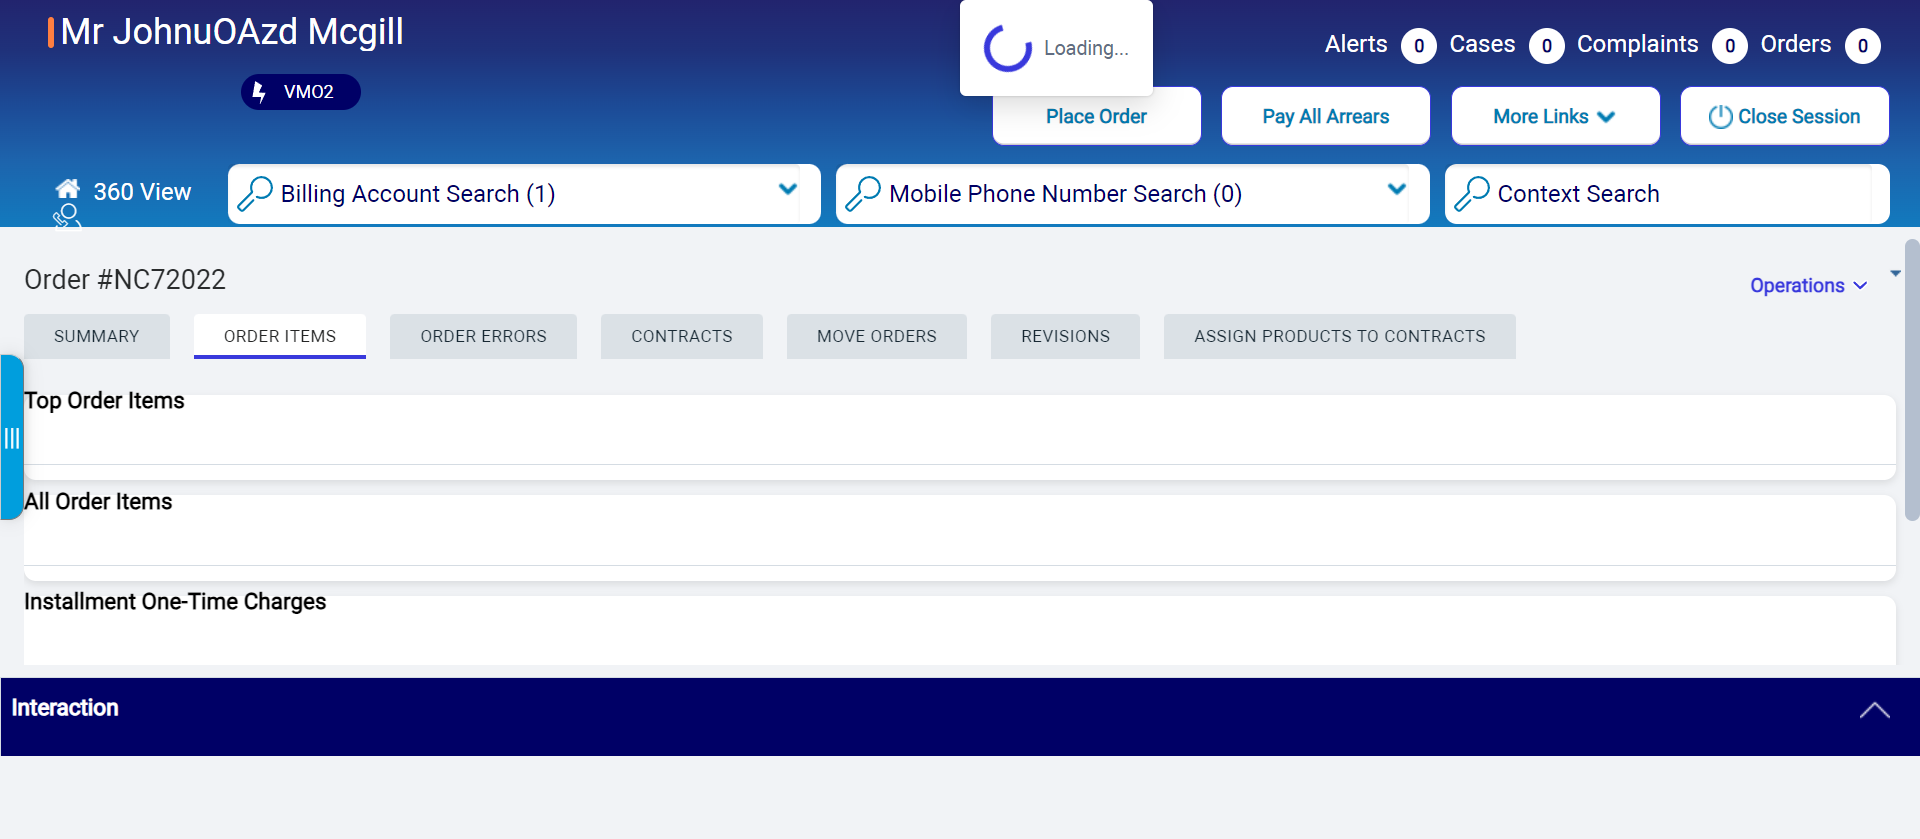 Mr JohnuOAzd Mcgill
Loading...
Alerts 0 Cases 0 Complaints 0 Orders 0
VMO2
Place Order
Pay All Arrears
More Links
Close Session
360 View
Billing Account Search (1)
Mobile Phone Number Search (0)
Context Search
Order #NC72022
Operations
SUMMARY
ORDER ITEMS
ORDER ERRORS
CONTRACTS
MOVE ORDERS
REVISIONS
ASSIGN PRODUCTS TO CONTRACTS
Top Order Items
All Order Items
Installment One-Time Charges
Interaction